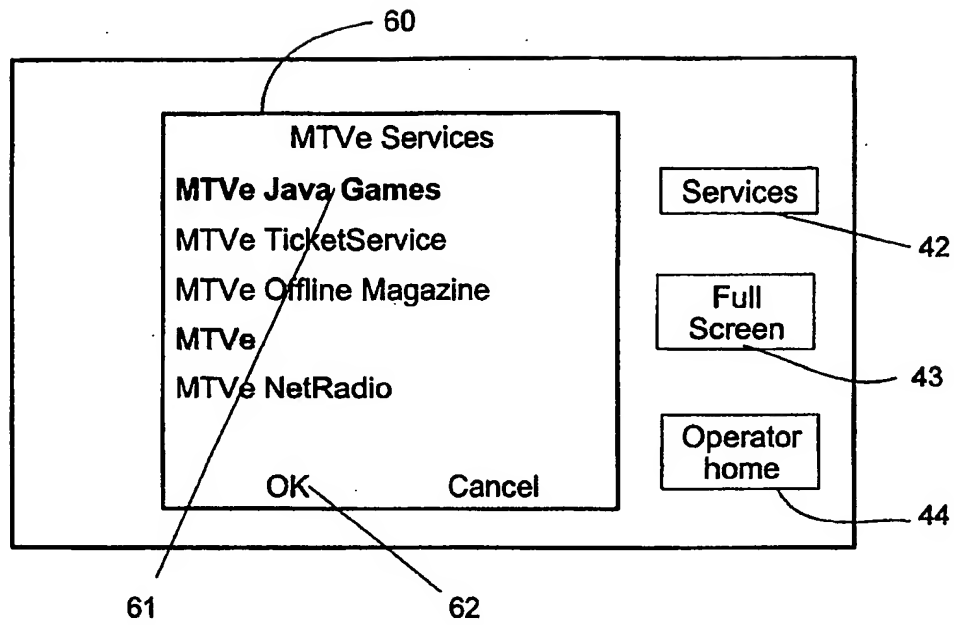 60
MTVe Services
MTVe Java Games
MTVe TicketService
MTVe Offline Magazine
MTVe
MTVe NetRadio
OK Cancel
Services
42
Full
Screen
43
Operator
home
44
61
62